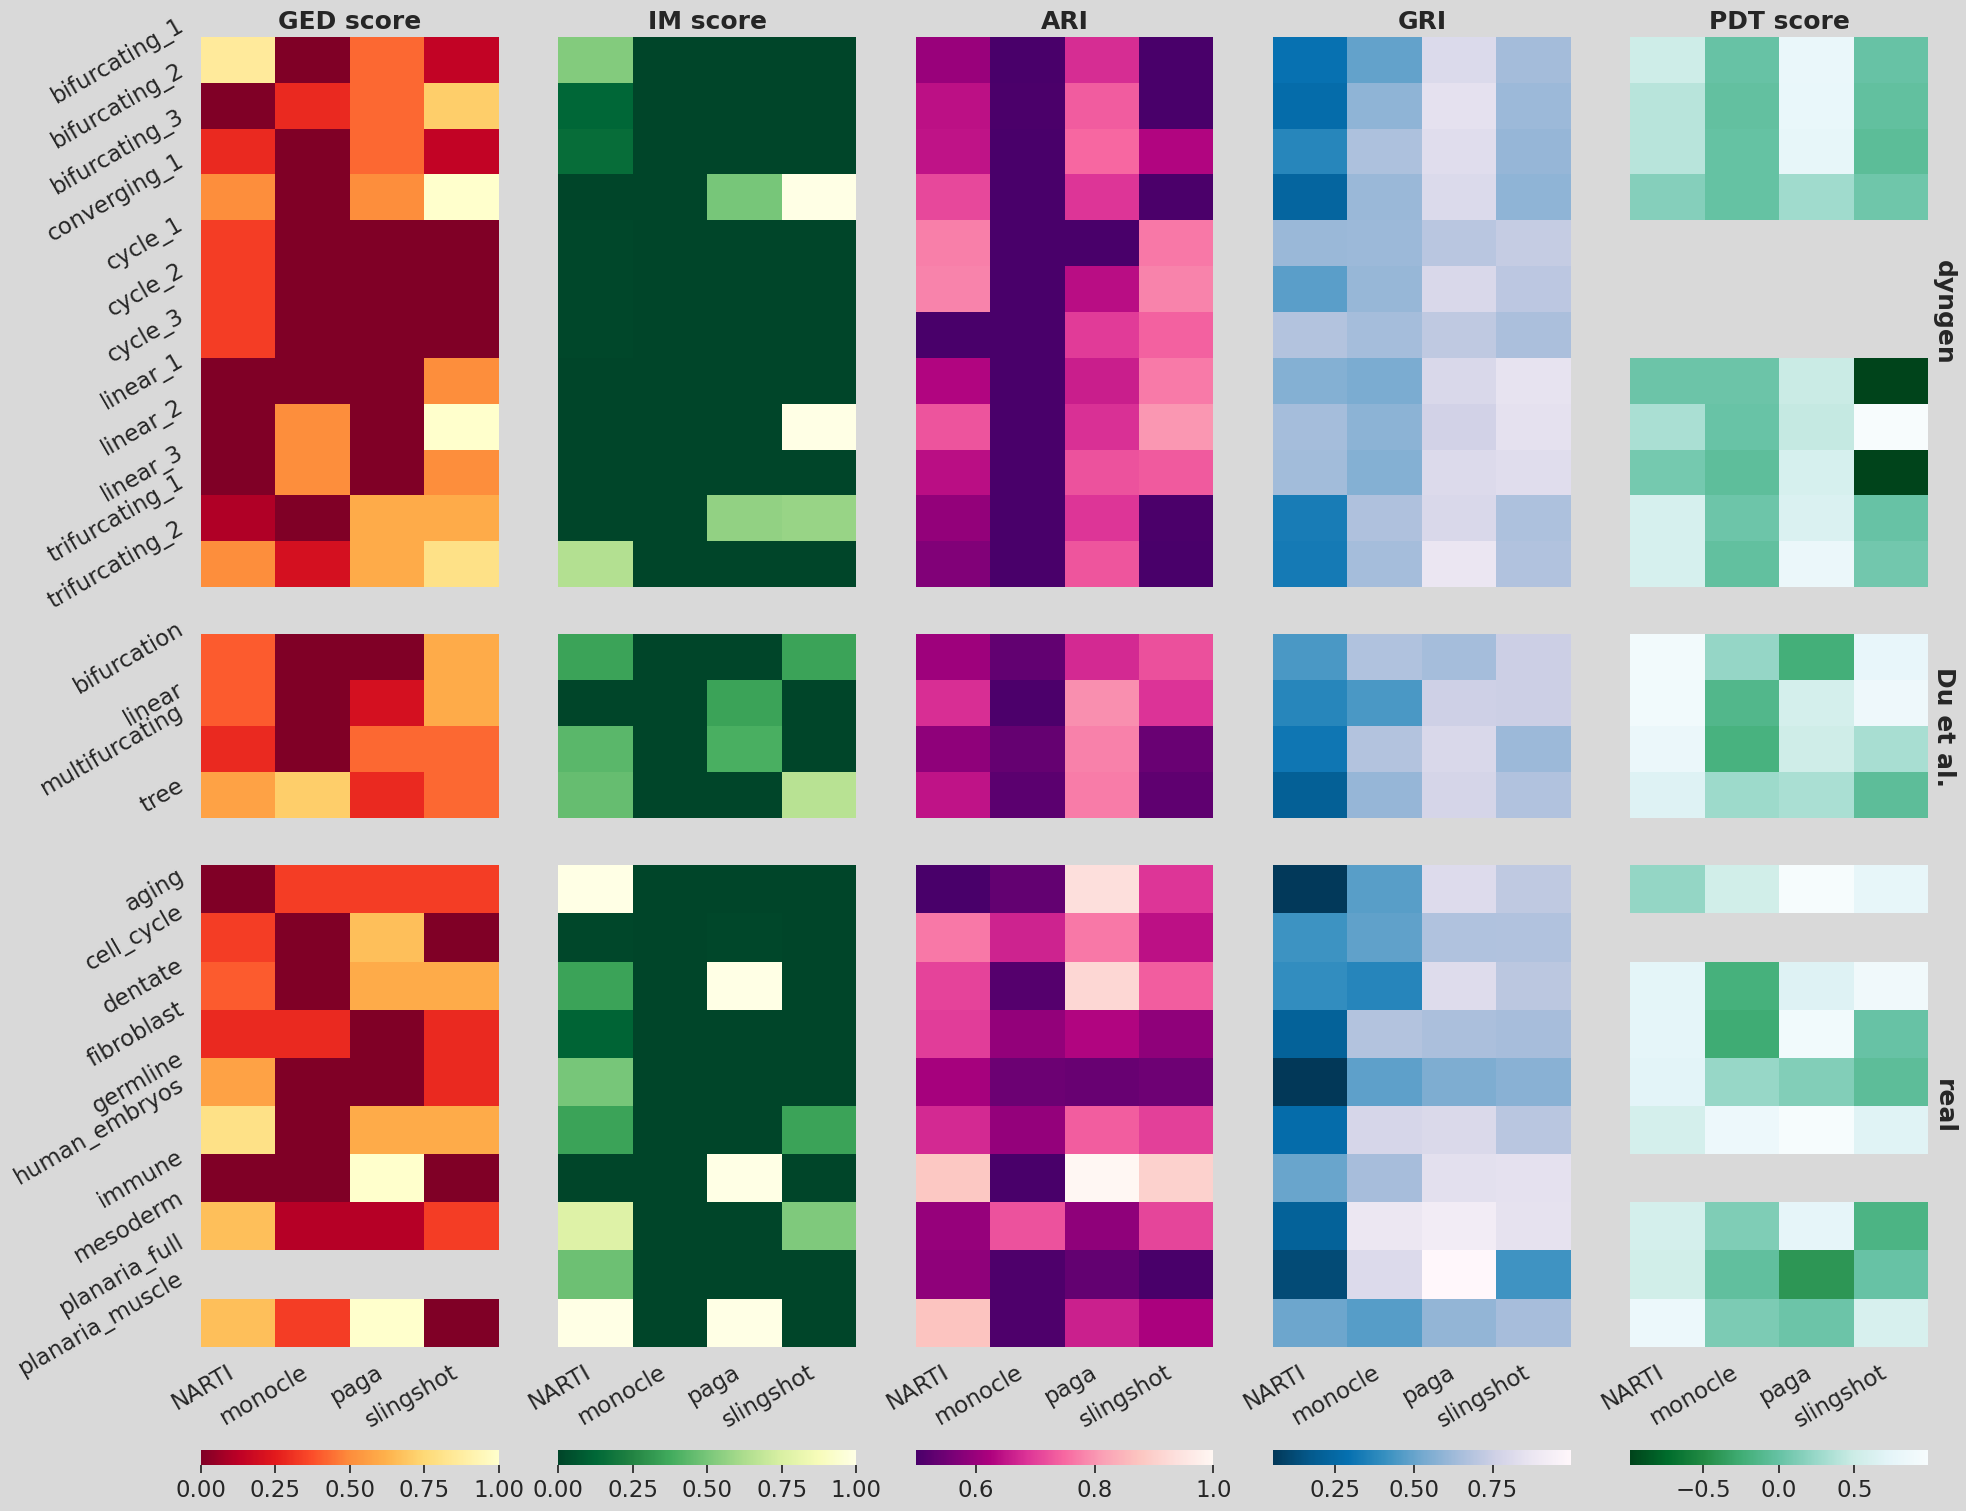 GED score
IM score
ARI
GRI
PDT score
bifurcating_1
bifurcating_2
bifurcating_3
converging_1
cycle_1
cycle_2
cycle_3
linear_1
linear_2
linear_3
trifurcating_1
trifurcating_2
dyngen
bifurcation
linear
multifurcating
tree
Du et al.
aging
cell_cycle
dentate
fibroblast
germline
human_embryos
immune
mesoderm
planaria_full
planaria_muscle
real
NARTI monocle paga slingshot
NARTI monocle paga slingshot
NARTI monocle paga slingshot
NARTI monocle paga slingshot
NARTI monocle paga slingshot
0.00 0.25 0.50 0.75 1.00
0.00 0.25 0.50 0.75 1.00
0.6 0.8 1.0
0.25 0.50 0.75
−0.5 0.0 0.5